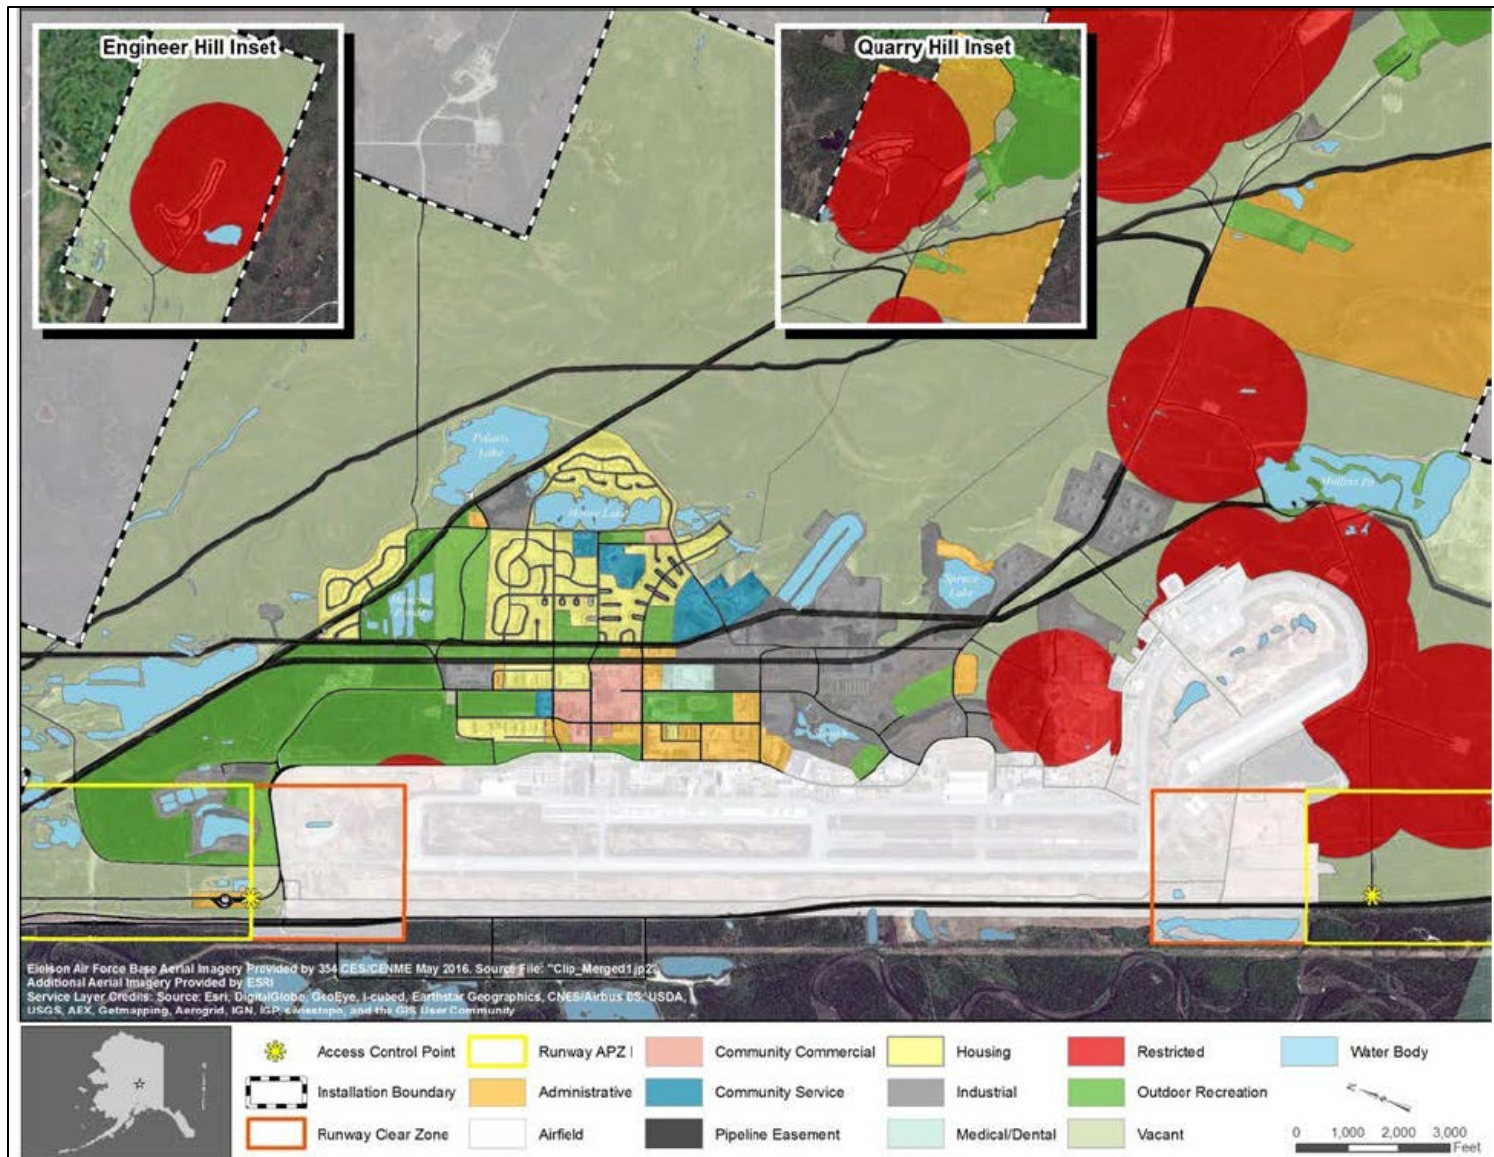 Engineer Hill Inset
Quarry Hill Inset
Polaris
Lake
Moose Lake
Mullins Pit
Spruce
Lake
Ponds
Eielson Air Force Base Aerial Imagery Provided by 354 CES/CENME May 2016. Source File: "Clip_Merged1.jp2"
Additional Aerial Imagery Provided by ESRI
Service Layer Credits: Source: Esri, DigitalGlobe, GeoEye, i-cubed, Earthstar Geographics, CNES/Airbus DS, USDA,
USGS, AEX, Getmapping, Aerogrid, IGN, IGP, swisstopo, and the GIS User Community
Access Control Point
Runway APZ I
Community Commercial
Housing
Restricted
Water Body
Installation Boundary
Administrative
Community Service
Industrial
Outdoor Recreation
Runway Clear Zone
Airfield
Pipeline Easement
Medical/Dental
Vacant
N
0 1,000 2,000 3,000
Feet